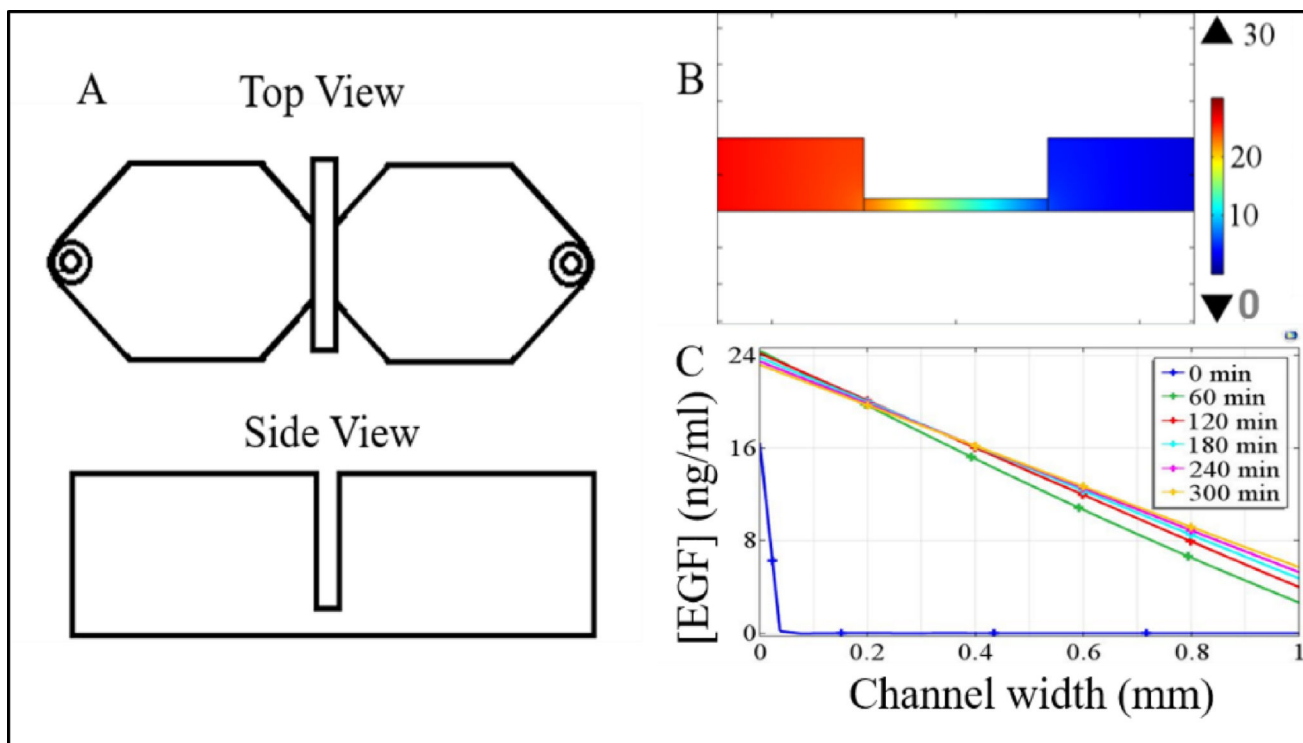 A
Top View
Side View
B
30
20
10
0
C
[EGF] (ng/ml)
24
16
8
0
0 min
60 min
120 min
180 min
240 min
300 min
0 0.2 0.4 0.6 0.8 1
Channel width (mm)